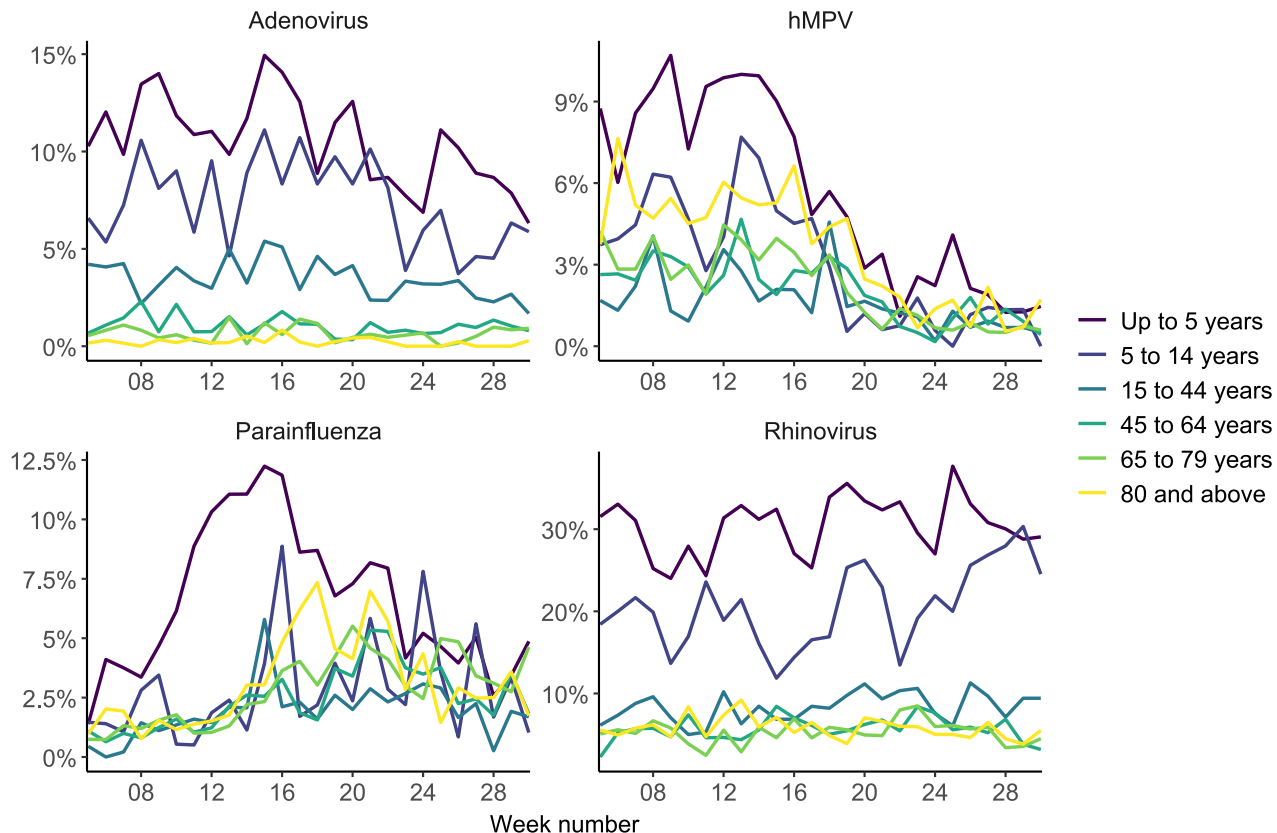 Adenovirus
hMPV
15%
10%
5%
0%
08 12 16 20 24 28
9%
6%
3%
0%
08 12 16 20 24 28
Parainfluenza
Rhinovirus
12.5%
10%
7.5%
5%
2.5%
0%
08 12 16 20 24 28
30%
20%
10%
08 12 16 20 24 28
Week number
Up to 5 years
5 to 14 years
15 to 44 years
45 to 64 years
65 to 79 years
80 and above